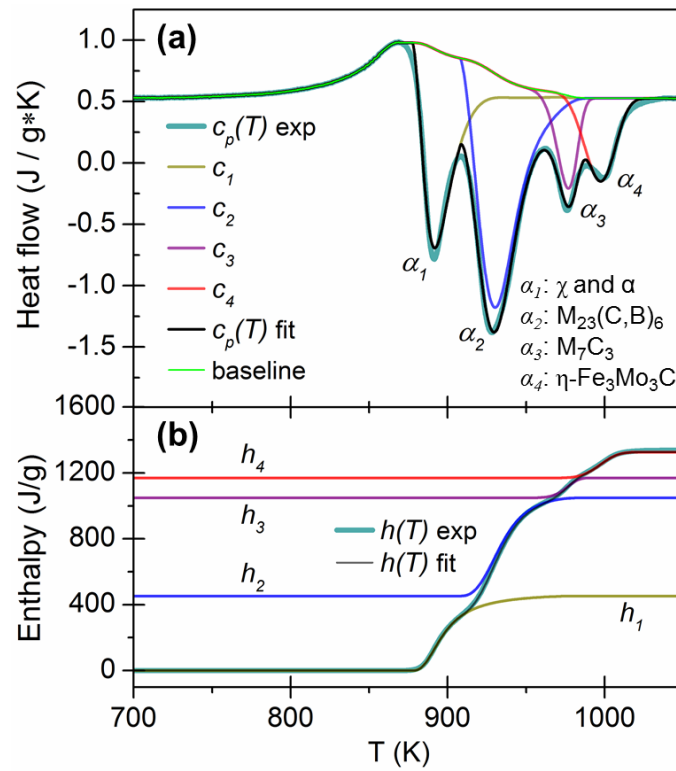 (a)
1.0
0.5
0.0
-0.5
-1.0
-1.5
Heat flow (J / g*K)
c_p(T) exp
c_1
c_2
c_3
c_4
c_p(T) fit
baseline
α_1
α_2
α_3
α_4
α_1: χ and α
α_2: M_23(C,B)_6
α_3: M_7C_3
α_4: η-Fe_3Mo_3C
(b)
1600
1200
800
400
0
Enthalpy (J/g)
h_4
h_3
h_2
h_1
h(T) exp
h(T) fit
700
800
900
1000
T (K)